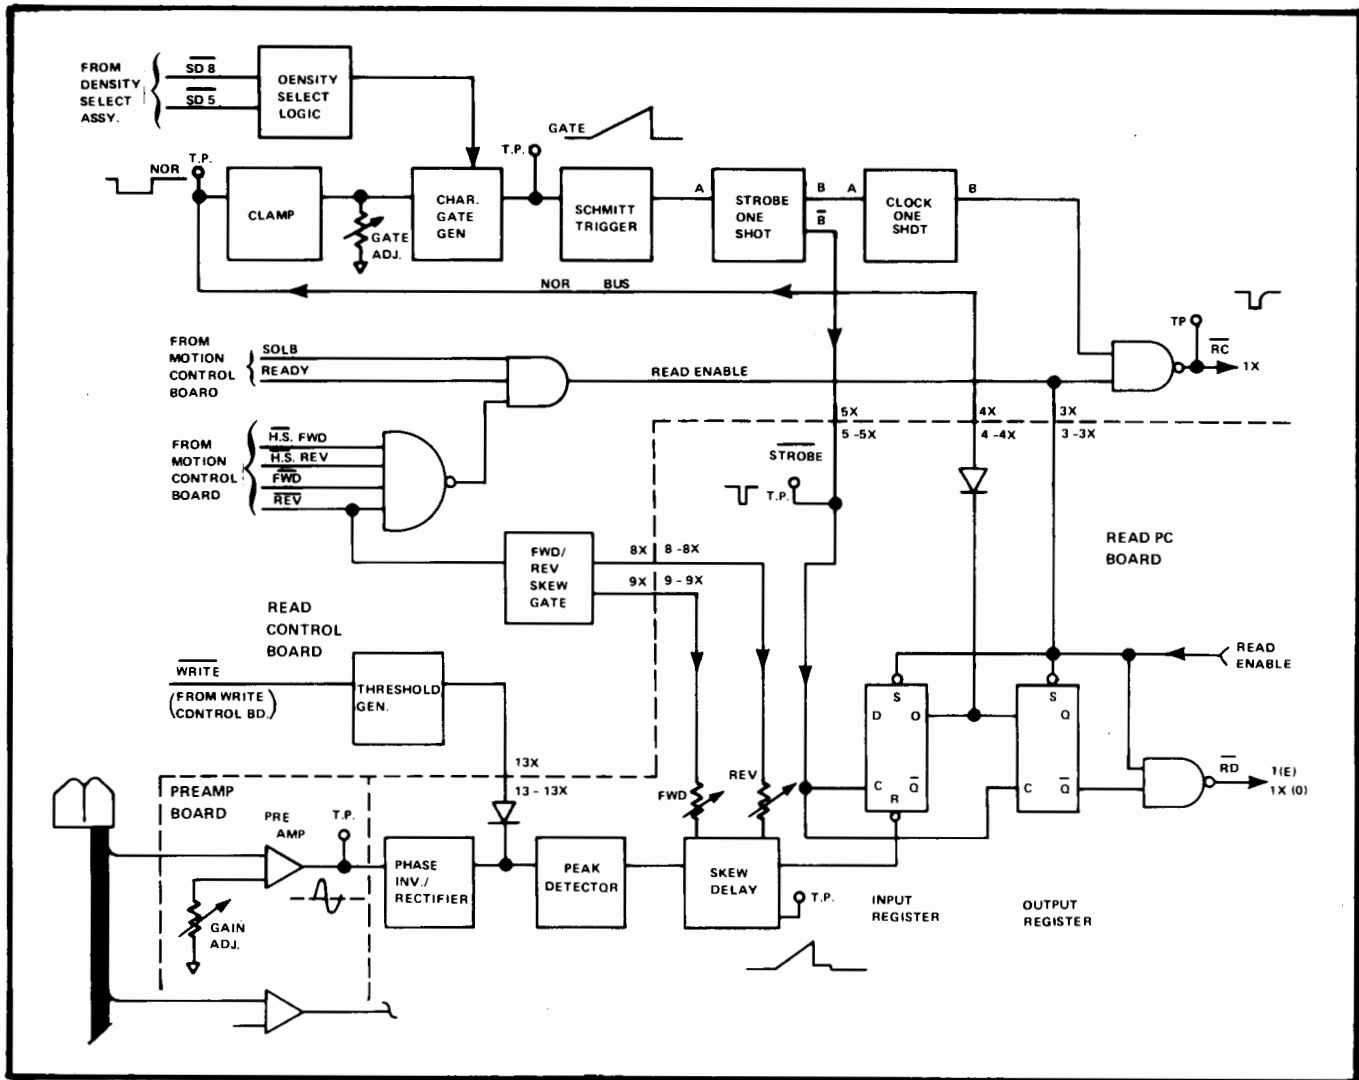 FROM
DENSITY
SELECT
ASSY.
SD 8
SD 5
OENSITY
SELECT
LOGIC
GATE
T.P.
NOR
T.P.
CLAMP
GATE
ADJ.
CHAR.
GATE
GEN
SCHMITT
TRIGGER
A
STROBE
ONE
SHOT
B
B
A
CLOCK
ONE
SHDT
B
NOR BUS
FROM
MOTION
CONTROL
BOARO
SOLB
READY
READ ENABLE
TP
RC
1X
5X
4X
3X
5 -5X
4 -4X
3 -3X
FROM
MOTION
CONTROL
BOARD
H.S. FWD
H.S. REV
FWD
REV
STROBE
T.P.
READ PC
BOARD
FWD/
REV
SKEW
GATE
8X
8 -8X
9X
9 - 9X
READ
CONTROL
BOARD
WRITE
(FROM WRITE
CDNTROL BD.)
THRESHOLD
GEN.
READ
ENABLE
S
D
O
C
R
Q
S
Q
C
Q
RD
1(E)
1X (0)
13X
13 - 13X
FWD
REV
PREAMP
BOARD
PRE
AMP
T.P.
PHASE
INV./
RECTIFIER
PEAK
DETECTOR
SKEW
DELAY
T.P.
INPUT
REGISTER
OUTPUT
REGISTER
GAIN
ADJ.